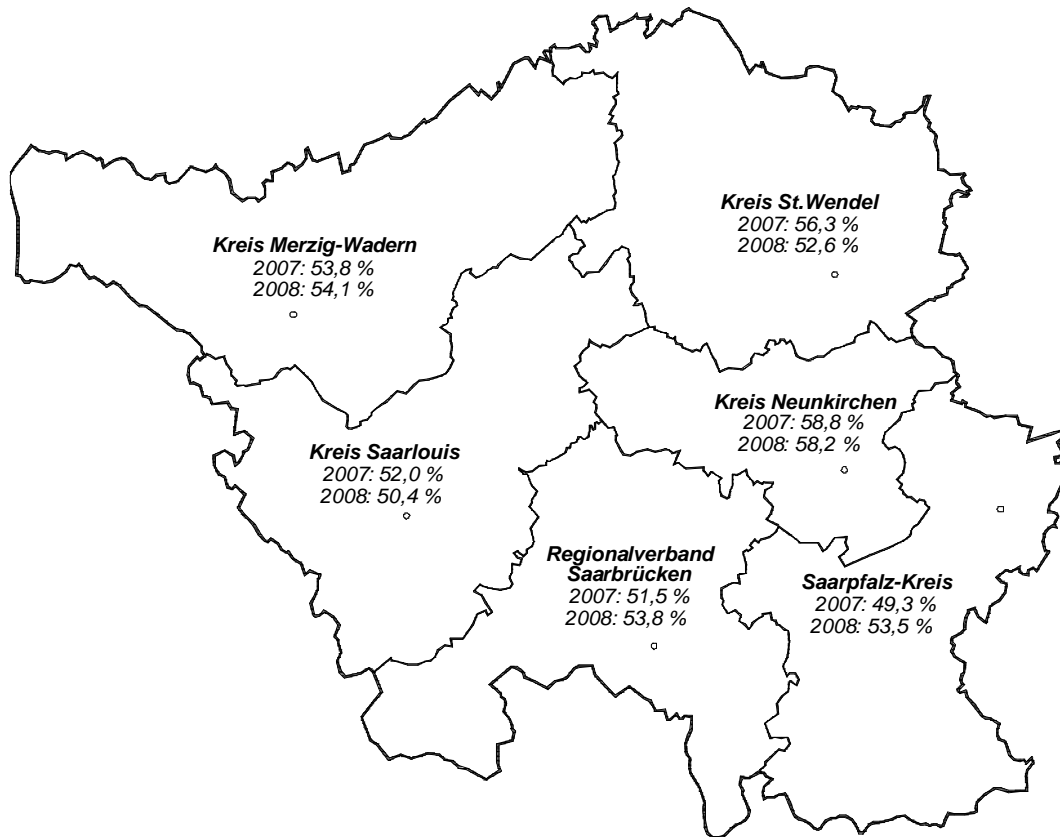 Kreis St.Wendel
2007: 56,3 %
2008: 52,6 %
Kreis Merzig-Wadern
2007: 53,8 %
2008: 54,1 %
Kreis Neunkirchen
2007: 58,8 %
2008: 58,2 %
Kreis Saarlouis
2007: 52,0 %
2008: 50,4 %
Regionalverband
Saarbrücken
2007: 51,5 %
2008: 53,8 %
Saarpfalz-Kreis
2007: 49,3 %
2008: 53,5 %